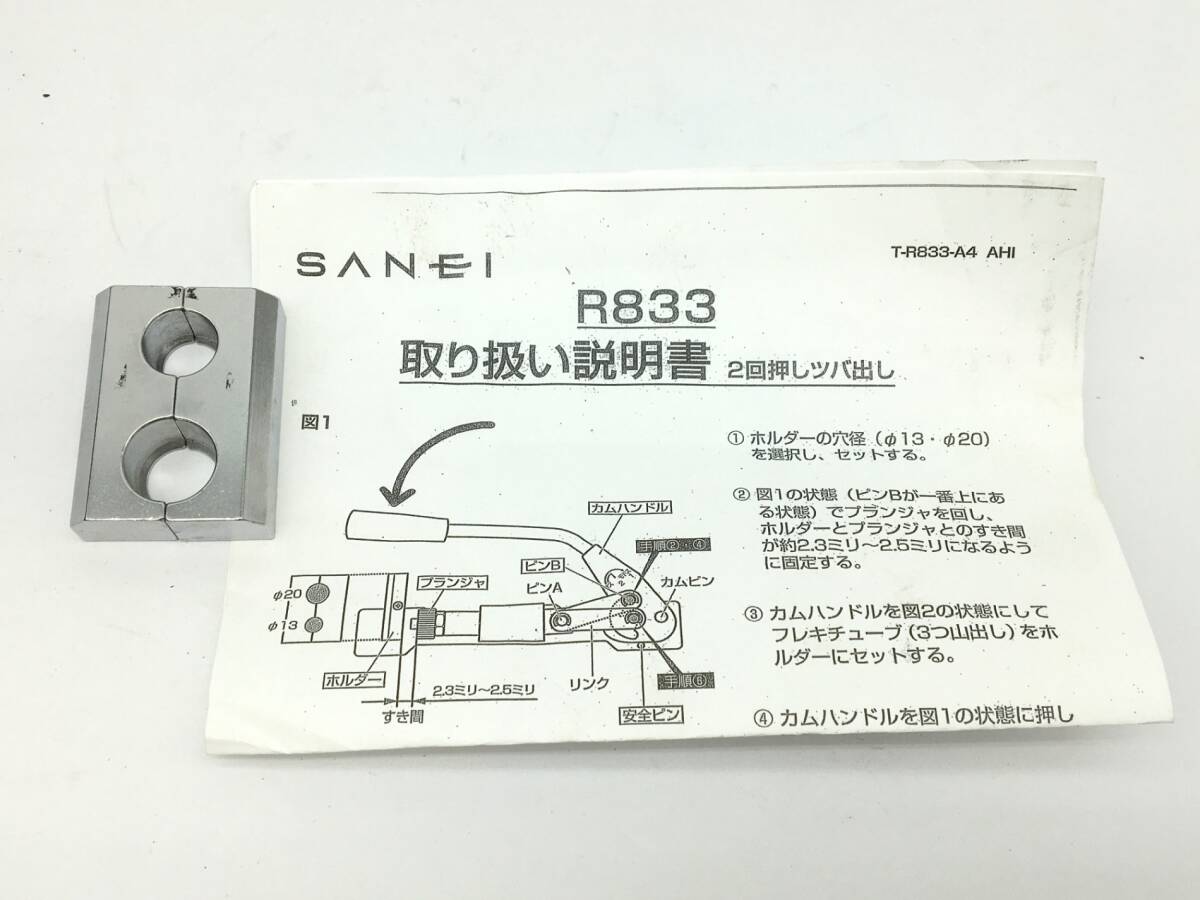 SANEI
T-R833-A4 AHI
R833
取り扱い説明書 2回押しツバ出し
図1
① ホルダーの穴径（φ13・φ20）
を選択し、セットする。
② 図1の状態（ピンBが一番上にあ
る状態）でプランジャを回し、
ホルダーとプランジャとのすき間
が約2.3ミリ～2.5ミリになるよう
に固定する。
③ カムハンドルを図2の状態にして
フレキチューブ（3つ山出し）をホ
ルダーにセットする。
④ カムハンドルを図1の状態に押し
カムハンドル
手順②・④
ピンB
ピンA
カムピン
プランジャ
φ20
φ13
ホルダー
2.3ミリ～2.5ミリ
すき間
リンク
手順⑥
安全ピン